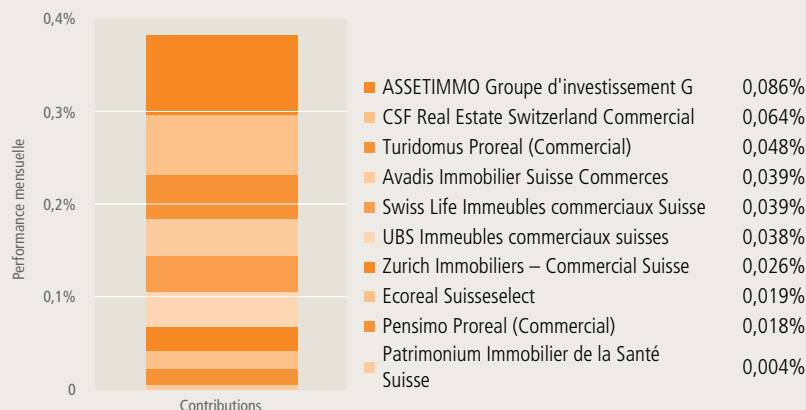 0,4%
0,3%
0,2%
0,1%
0
Performance mensuelle
Contributions
ASSETIMMO Groupe d'investissement G 0,086%
CSF Real Estate Switzerland Commercial 0,064%
Turidomus Proreal (Commercial) 0,048%
Avadis Immobilier Suisse Commerces 0,039%
Swiss Life Immeubles commerciaux Suisse 0,039%
UBS Immeubles commerciaux suisses 0,038%
Zurich Immobiliers – Commercial Suisse 0,026%
Ecoreal Suisseselect 0,019%
Pensimo Proreal (Commercial) 0,018%
Patrimonium Immobilier de la Santé
Suisse 0,004%